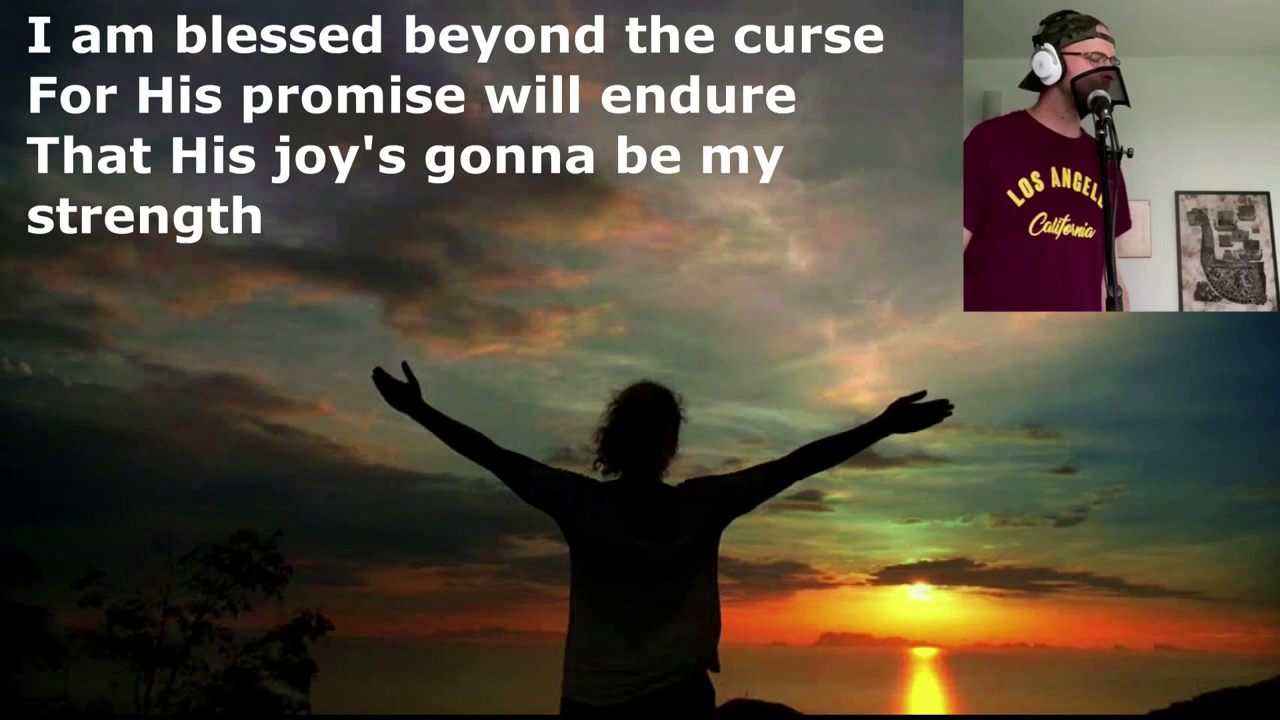 I am blessed beyond the curse
For His promise will endure
That His joy's gonna be my
strength
LOS ANGEL
California